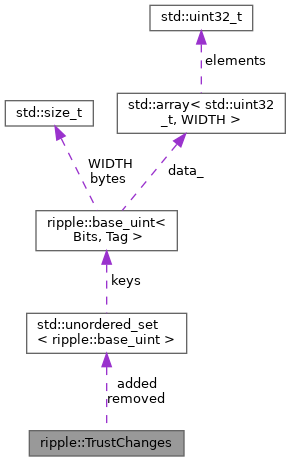 std::uint32_t
elements
std::size_t
std::array< std::uint32
_t, WIDTH >
WIDTH
bytes
data_
ripple::base_uint<
Bits, Tag >
keys
std::unordered_set
< ripple::base_uint >
added
removed
ripple::TrustChanges